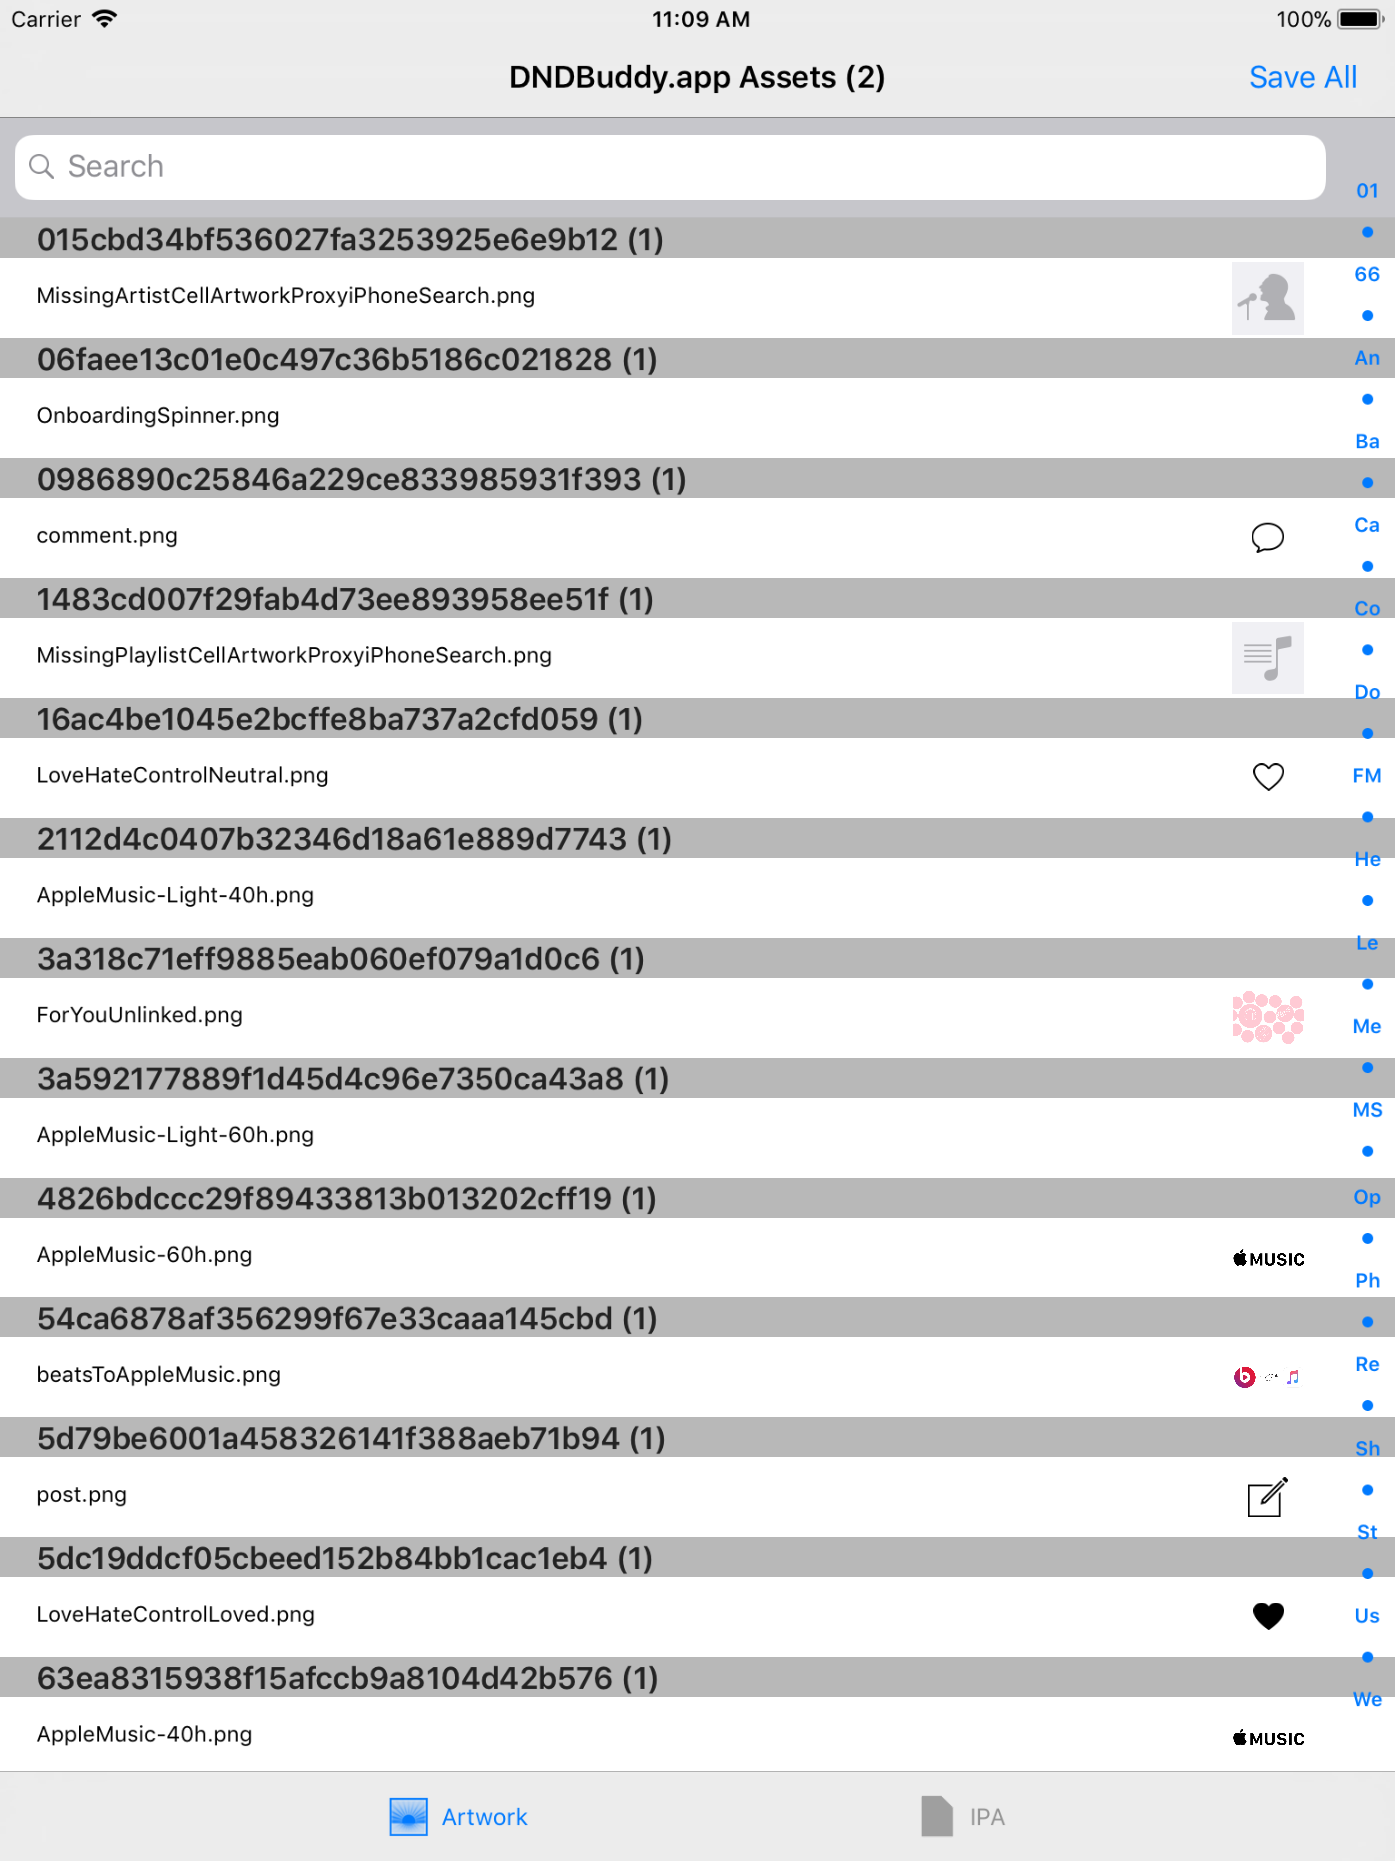 Carrier 11:09 AM 100%
DNDBuddy.app Assets (2) Save All
Search
01
015cbd34bf536027fa3253925e6e9b12 (1)
66
MissingArtistCellArtworkProxyiPhoneSearch.png
06faee13c01e0c497c36b5186c021828 (1)
An
OnboardingSpinner.png
Ba
0986890c25846a229ce833985931f393 (1)
Ca
comment.png
1483cd007f29fab4d73ee893958ee51f (1)
Co
MissingPlaylistCellArtworkProxyiPhoneSearch.png
Do
16ac4be1045e2bcffe8ba737a2cfd059 (1)
LoveHateControlNeutral.png
FM
2112d4c0407b32346d18a61e889d7743 (1)
He
AppleMusic-Light-40h.png
Le
3a318c71eff9885eab060ef079a1d0c6 (1)
ForYouUnlinked.png
Me
3a592177889f1d45d4c96e7350ca43a8 (1)
MS
AppleMusic-Light-60h.png
4826bdccc29f89433813b013202cff19 (1)
Op
AppleMusic-60h.png MUSIC
Ph
54ca6878af356299f67e33caaa145cbd (1)
Re
beatsToAppleMusic.png b
5d79be6001a458326141f388aeb71b94 (1)
Sh
post.png
St
5dc19ddcf05cbeed152b84bb1cac1eb4 (1)
LoveHateControlLoved.png
Us
63ea8315938f15afccb9a8104d42b576 (1)
We
AppleMusic-40h.png MUSIC
Artwork IPA